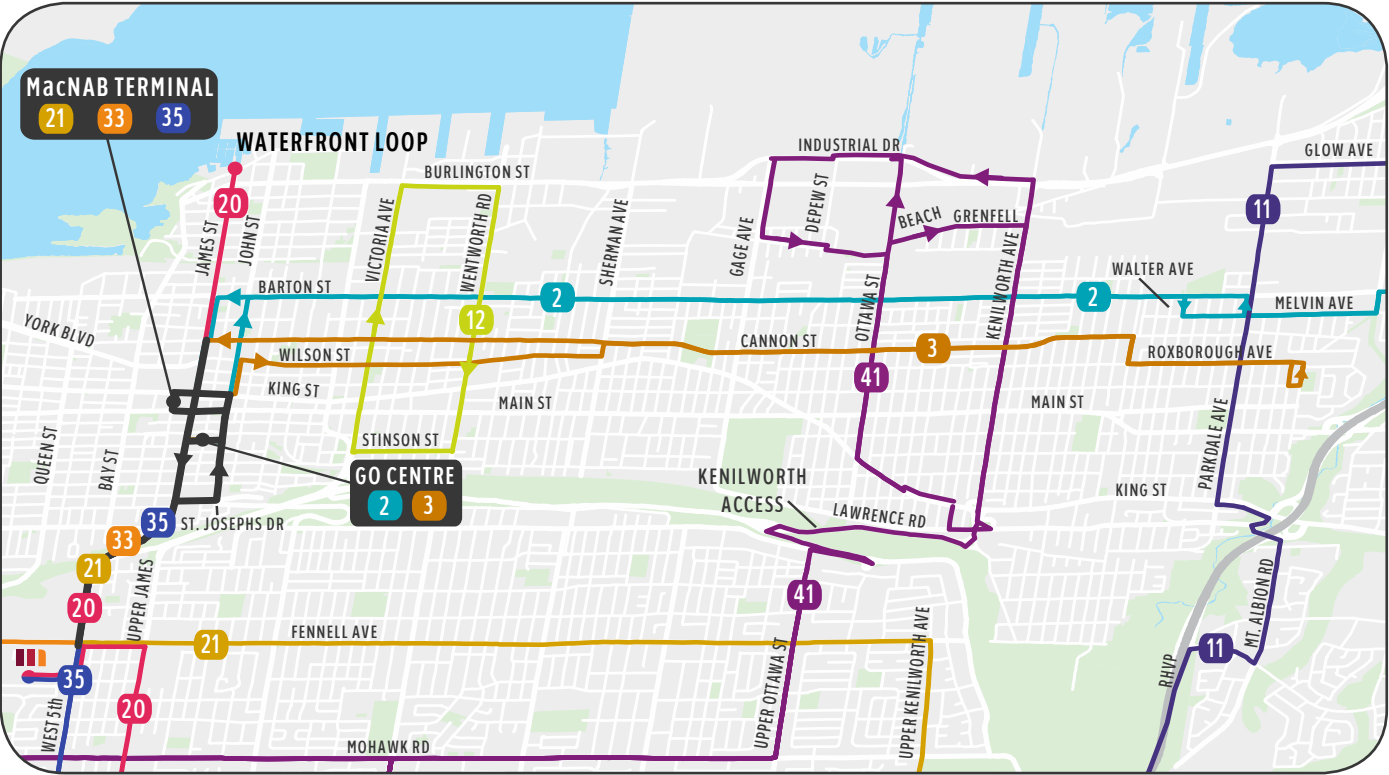 MacNAB TERMINAL
21 33 35
WATERFRONT LOOP
20
JAMES ST
JOHN ST
BURLINGTON ST
VICTORIA AVE
WENTWORTH RD
SHERMAN AVE
GAGE AVE
DEPEW ST
INDUSTRIAL DR
BEACH
GRENFELL
GLOW AVE
11
BARTON ST
2
12
OTTAWA ST
KENILWORTH AVE
2
WALTER AVE
MELVIN AVE
YORK BLVD
WILSON ST
CANNON ST
3
ROXBOROUGH AVE
KING ST
MAIN ST
41
MAIN ST
PARKDALE AVE
QUEEN ST
BAY ST
STINSON ST
GO CENTRE
2 3
KENILWORTH
ACCESS
LAWRENCE RD
KING ST
35
ST. JOSEPHS DR
33
21
20
UPPER JAMES
41
MT. ALBION RD
FENNELL AVE
21
UPPER OTTAWA ST
UPPER KENILWORTH AVE
11
RHVP
35
WEST 5th
20
MOHAWK RD